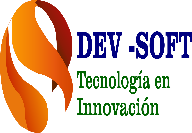 DEV -SOFT
Tecnología en
Innovación